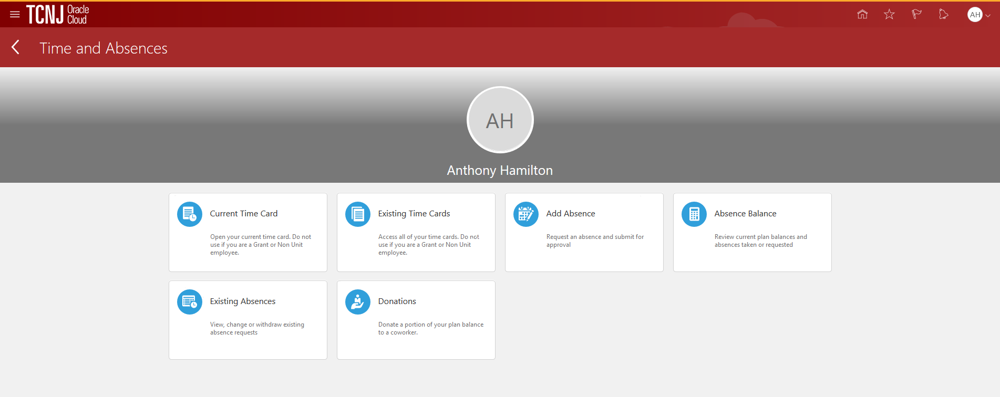 TCNJ Oracle Cloud
AH
Time and Absences
AH
Anthony Hamilton
Current Time Card
Open your current time card. Do not
use if you are a Grant or Non Unit
employee.
Existing Time Cards
Access all of your time cards. Do not
use if you are a Grant or Non Unit
employee.
Add Absence
Request an absence and submit for
approval
Absence Balance
Review current plan balances and
absences taken or requested
Existing Absences
View, change or withdraw existing
absence requests
Donations
Donate a portion of your plan balance
to a coworker.